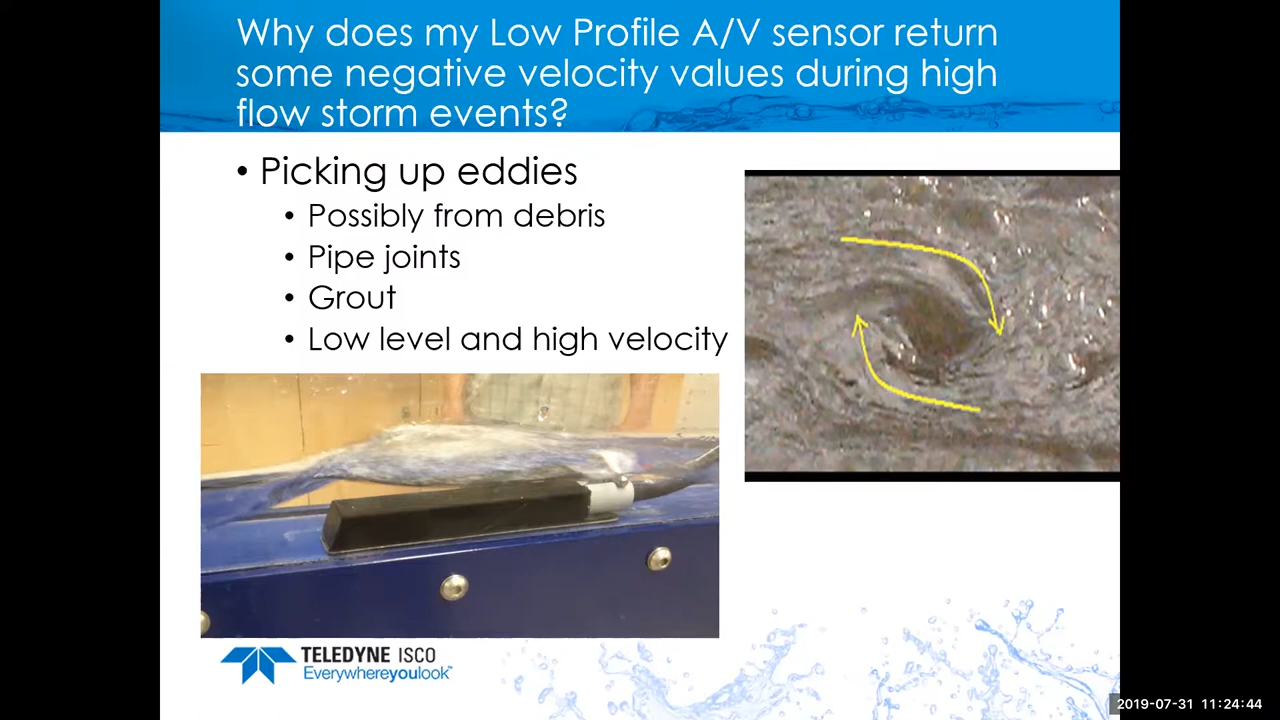 Why does my Low Profile A/V sensor return
some negative velocity values during high
flow storm events?
• Picking up eddies
• Possibly from debris
• Pipe joints
• Grout
• Low level and high velocity
TELEDYNE ISCO
Everywhereyoulook™
2019-07-31 11:24:44